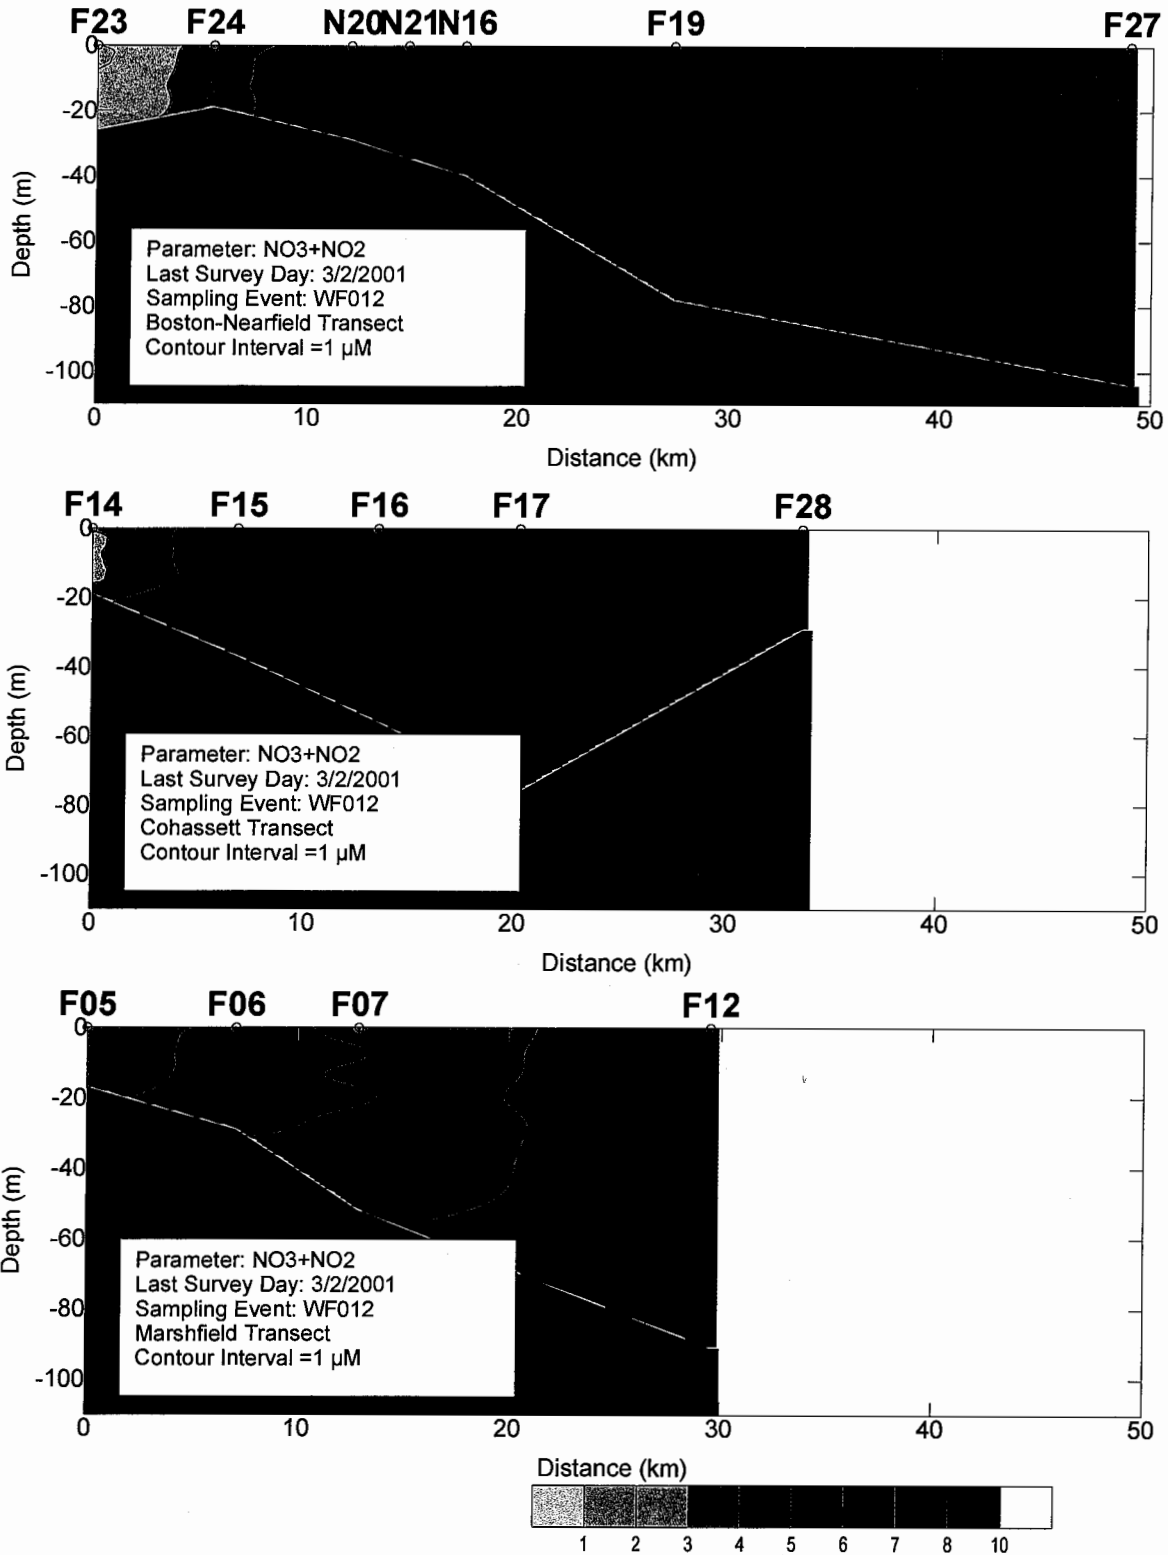 F23 F24 N20 N21 N16 F19 F27
0
-20
-40
-60
-80
-100
Depth (m)
Parameter: NO3+NO2
Last Survey Day: 3/2/2001
Sampling Event: WF012
Boston-Nearfield Transect
Contour Interval =1 µM
0 10 20 30 40 50
Distance (km)
F14 F15 F16 F17 F28
0
-20
-40
-60
-80
-100
Depth (m)
Parameter: NO3+NO2
Last Survey Day: 3/2/2001
Sampling Event: WF012
Cohassett Transect
Contour Interval =1 µM
0 10 20 30 40 50
Distance (km)
F05 F06 F07 F12
0
-20
-40
-60
-80
-100
Depth (m)
Parameter: NO3+NO2
Last Survey Day: 3/2/2001
Sampling Event: WF012
Marshfield Transect
Contour Interval =1 µM
0 10 20 30 40 50
Distance (km)
1 2 3 4 5 6 7 8 10